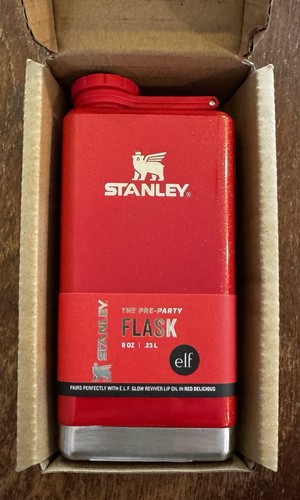 STANLEY®
STANLEY
THE PRE-PARTY
FLASK
8 OZ | .23 L
elf
PAIRS PERFECTLY WITH E.L.F. GLOW REVIVER LIP OIL IN RED DELICIOUS